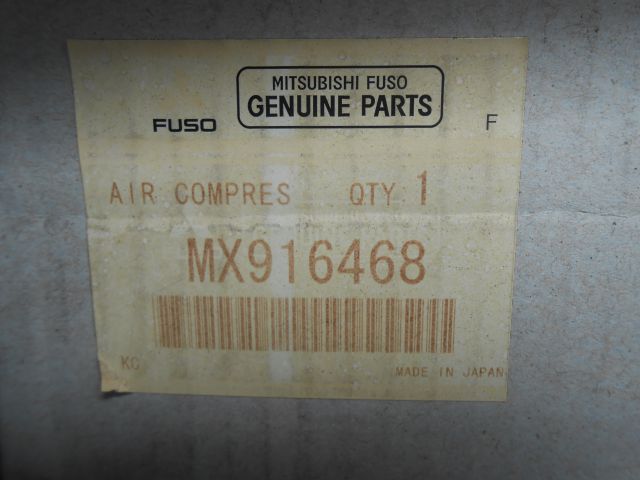 MITSUBISHI FUSO
GENUINE PARTS
FUSO F
AIR COMPRES QTY 1
MX916468
KC MADE IN JAPAN